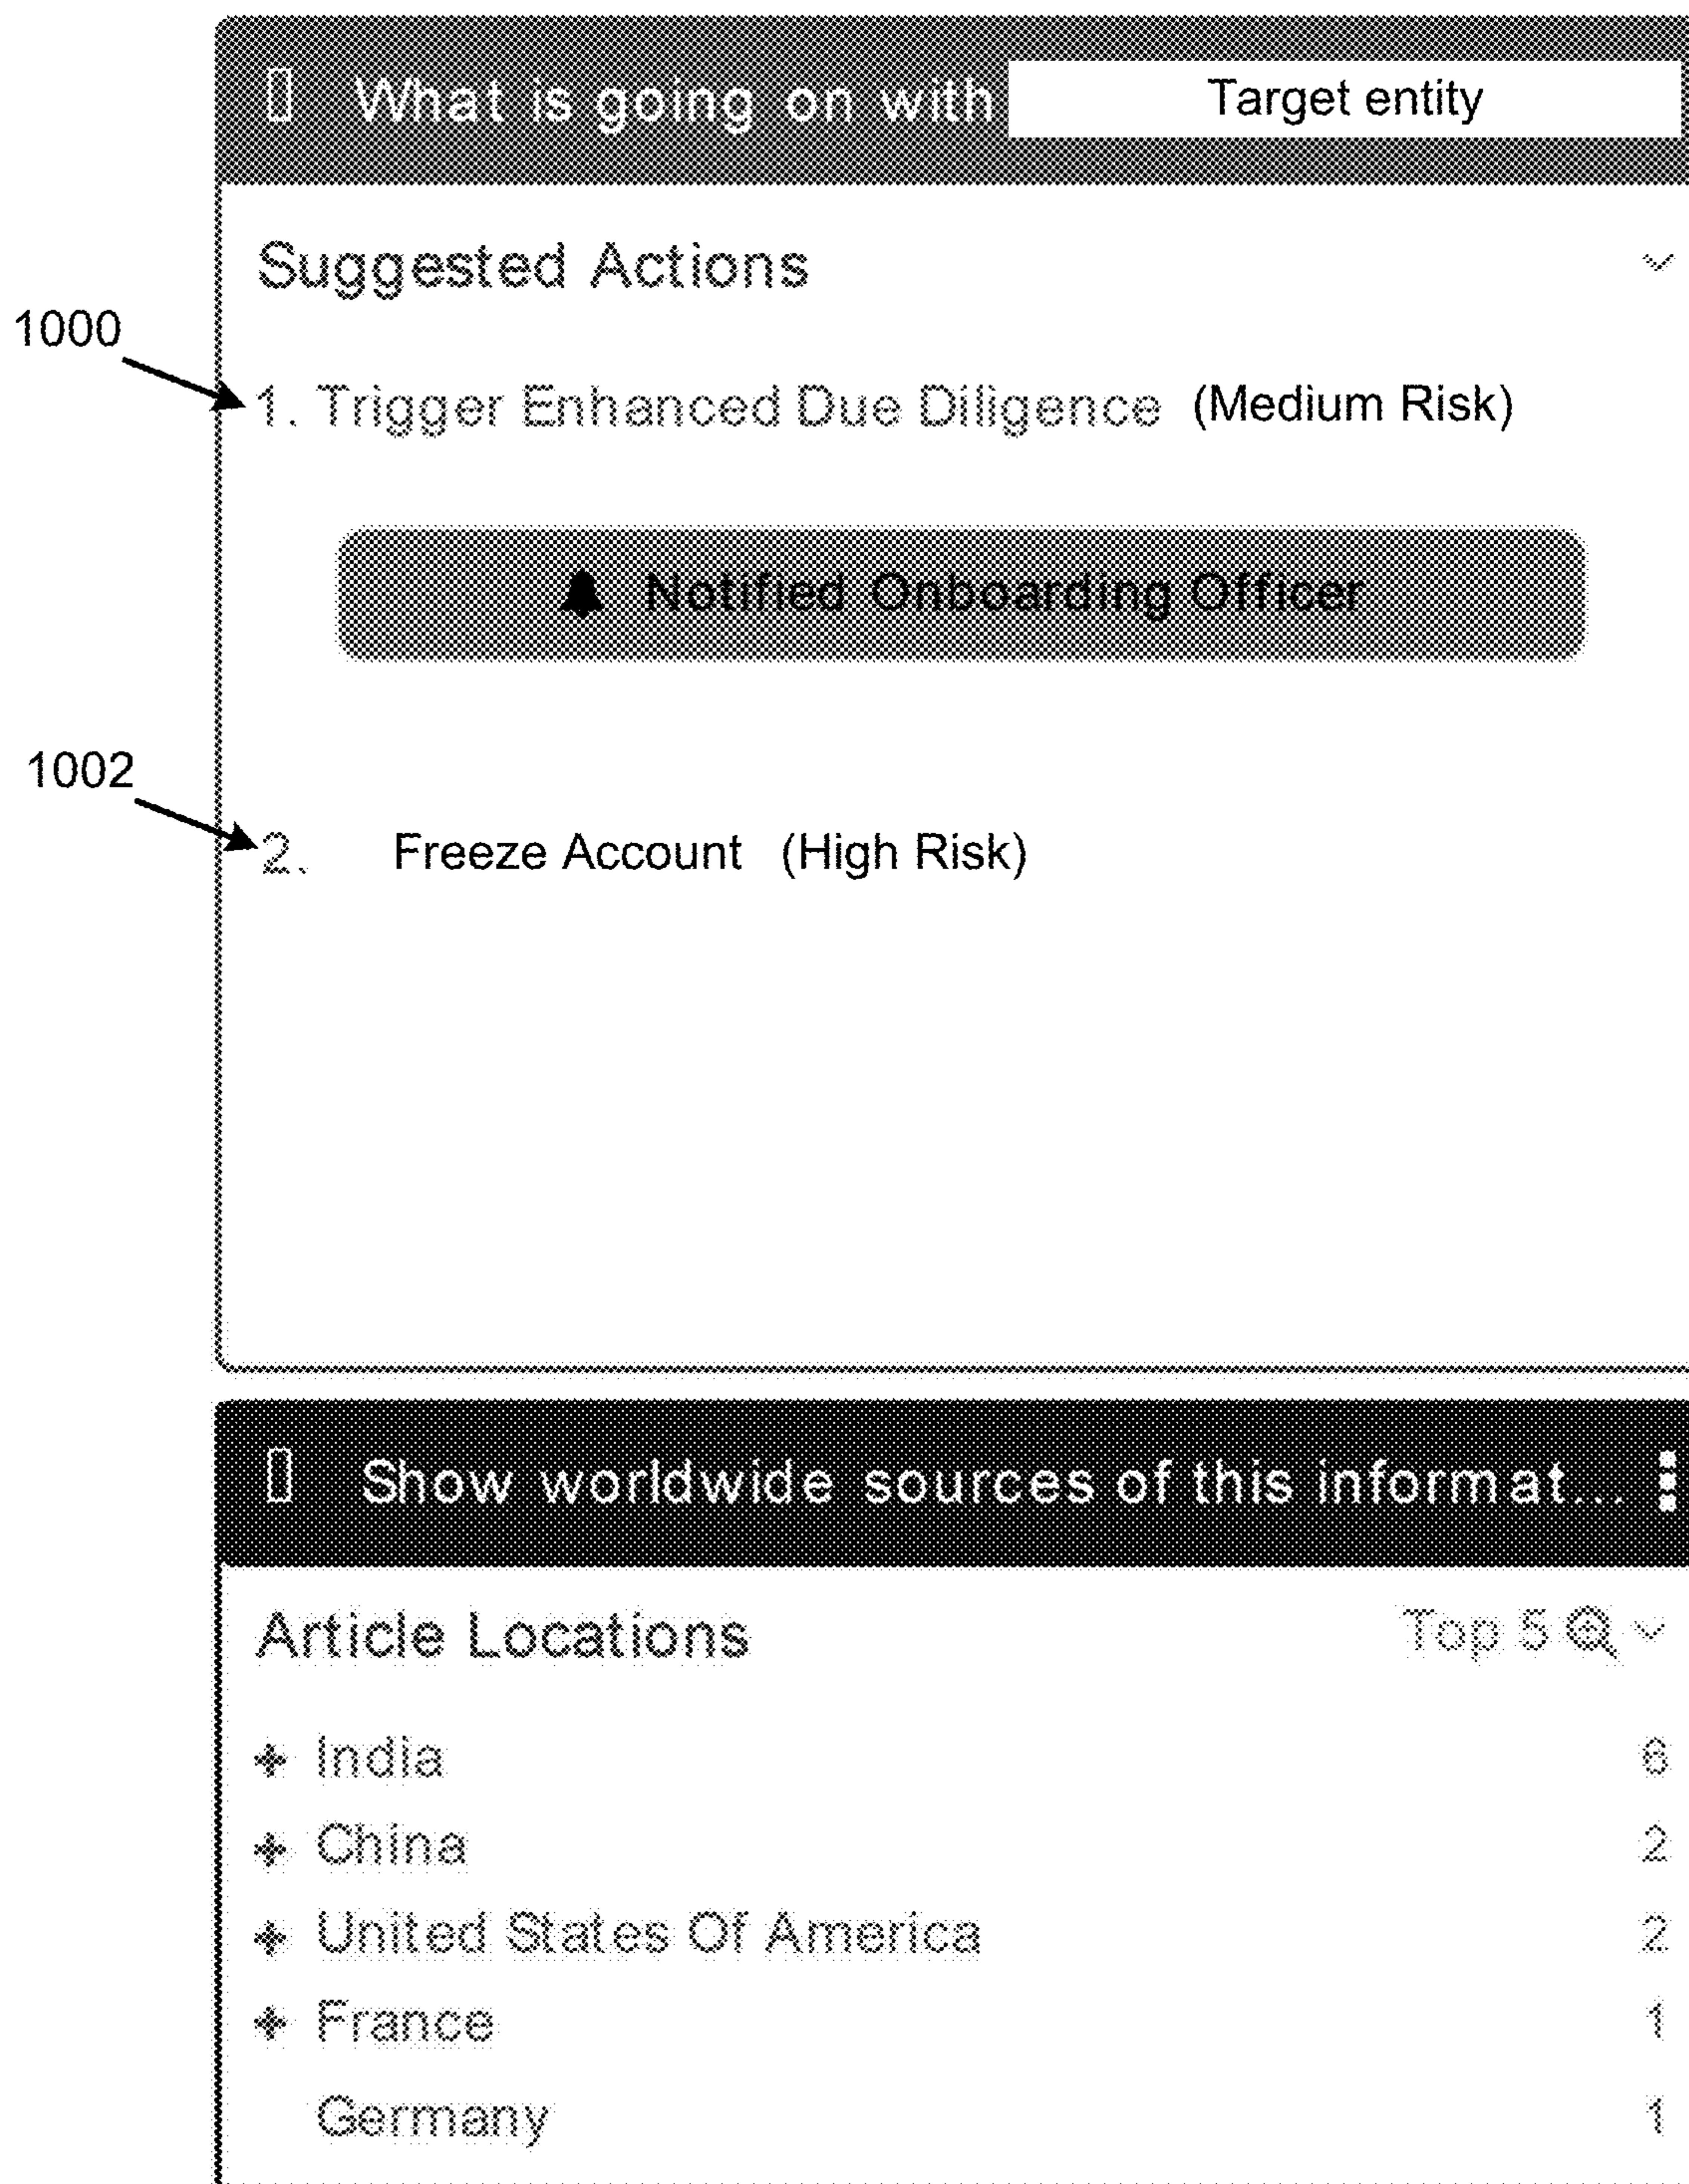 What is going on with Target entity
Suggested Actions
1000
1. Trigger Enhanced Due Diligence (Medium Risk)
Notified Onboarding Officer
1002
2. Freeze Account (High Risk)
Show worldwide sources of this informat...
Article Locations Top 5
India 6
China 2
United States Of America 2
France 1
Germany 1